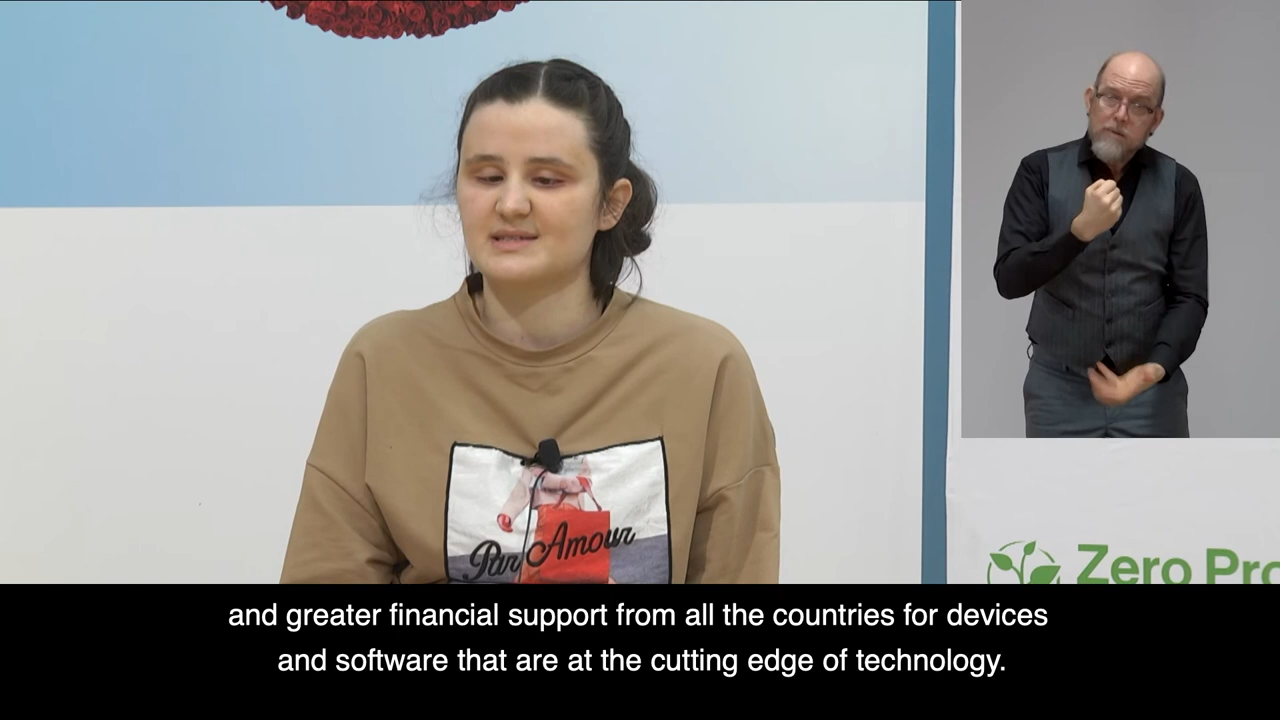 Par Amour
Zero Pro
and greater financial support from all the countries for devices
and software that are at the cutting edge of technology.